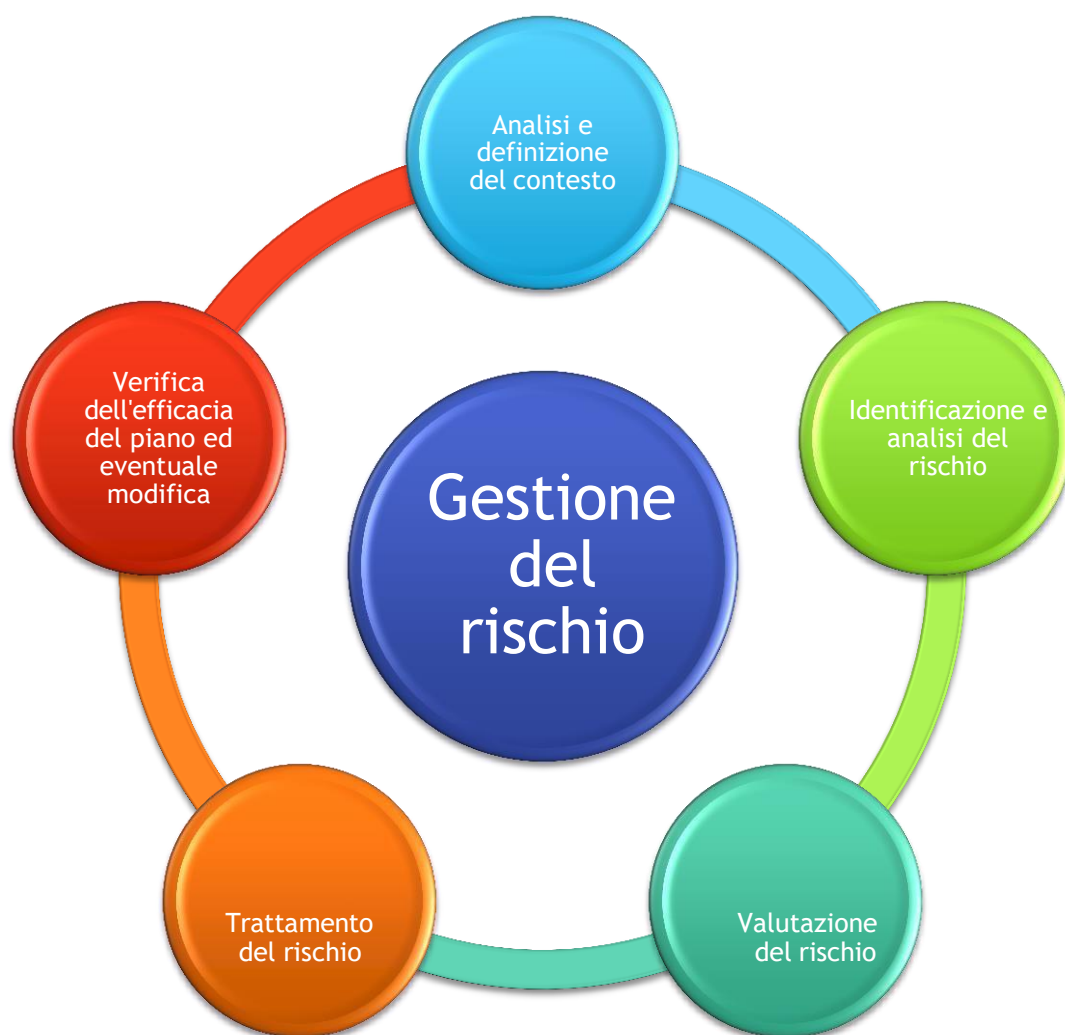 Analisi e
definizione
del contesto
Identificazione e
analisi del
rischio
Valutazione
del rischio
Trattamento
del rischio
Verifica
dell'efficacia
del piano ed
eventuale
modifica
Gestione
del
rischio